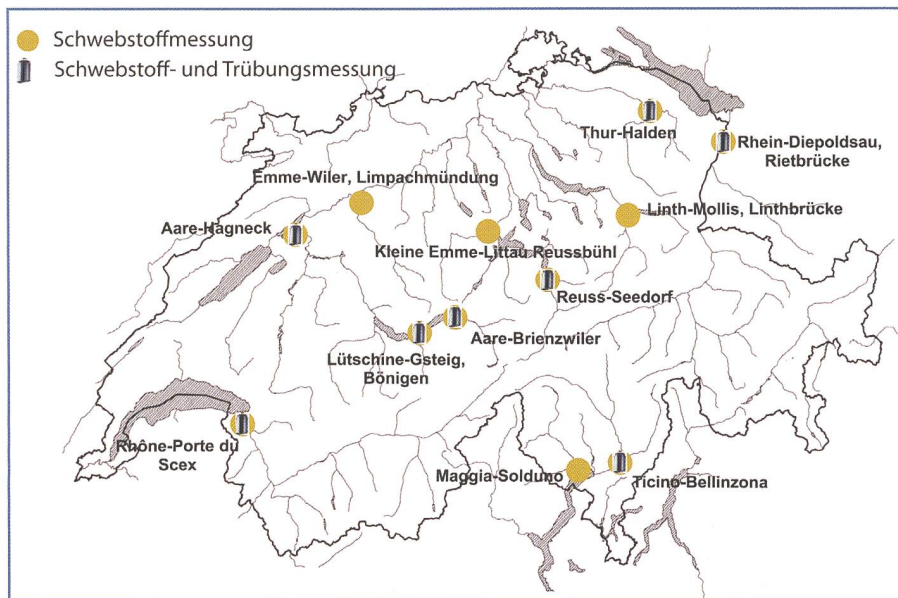 Schwebstoffmessung
Schwebstoff- und Trübungsmessung
Thur-Halden
Rhein-Diepoldsau,
Rietbrücke
Emme-Wiler, Limpachmündung
Linth-Mollis, Linthbrücke
Aare-Hagneck
Kleine Emme-Littau Reussbühl
Reuss-Seedorf
Aare-Brienzwiler
Lütschine-Gsteig,
Bönigen
Rhône-Porte du
Scex
Maggia-Solduno
Ticino-Bellinzona